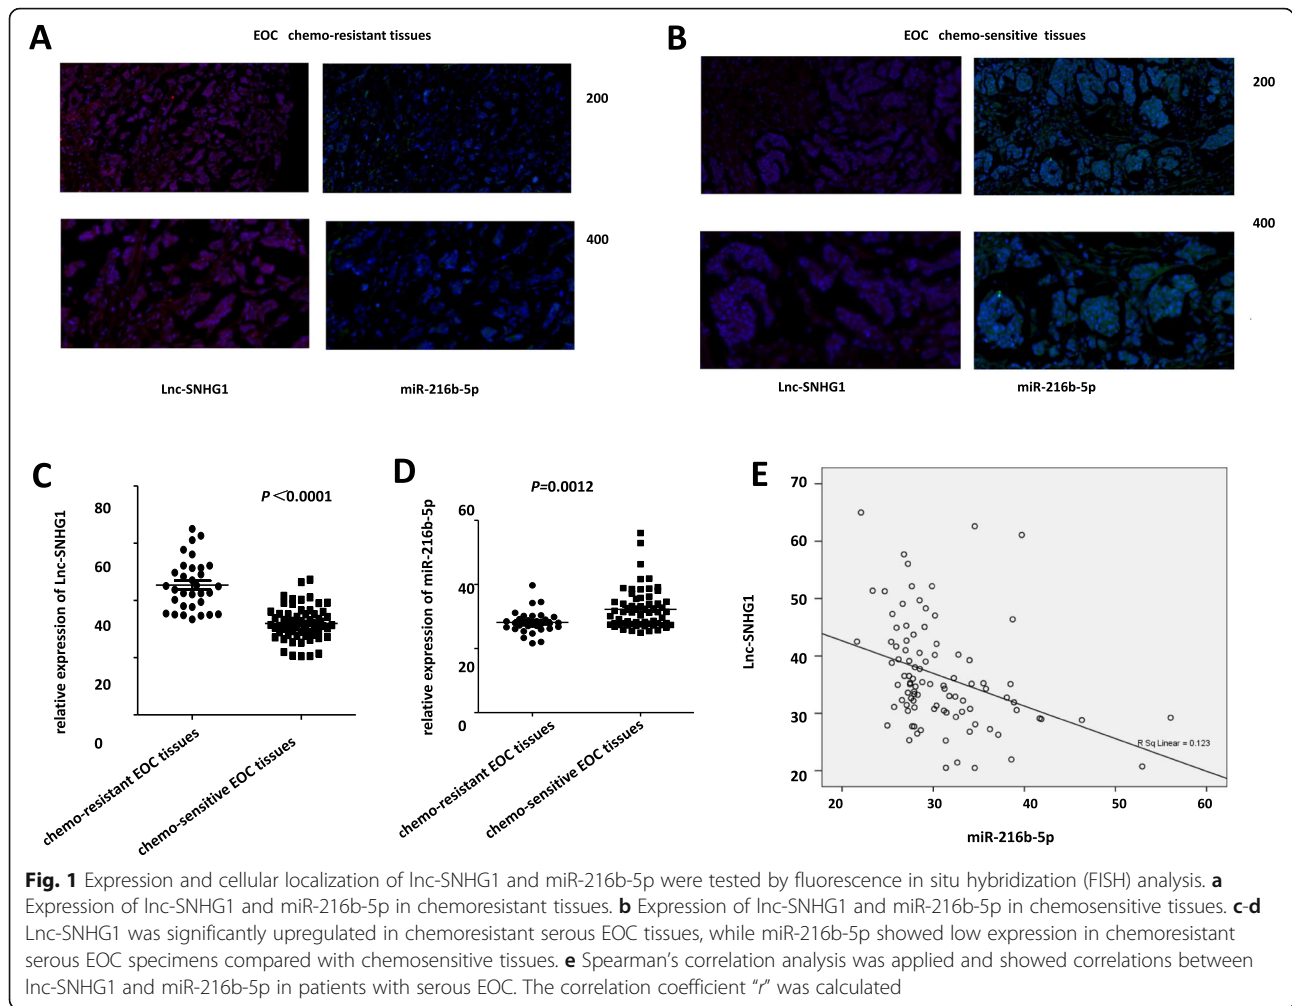 A
EOC chemo-resistant tissues
200
400
Lnc-SNHG1
miR-216b-5p
B
EOC chemo-sensitive tissues
200
400
Lnc-SNHG1
miR-216b-5p
C
P<0.0001
relative expression of Lnc-SNHG1
80
60
40
20
0
chemo-resistant EOC tissues
chemo-sensitive EOC tissues
D
P=0.0012
relative expression of miR-216b-5p
60
40
20
0
chemo-resistant EOC tissues
chemo-sensitive EOC tissues
E
Lnc-SNHG1
70
60
50
40
30
20
R Sq Linear = 0.123
20 30 40 50 60
miR-216b-5p
Fig. 1 Expression and cellular localization of lnc-SNHG1 and miR-216b-5p were tested by fluorescence in situ hybridization (FISH) analysis. a
Expression of lnc-SNHG1 and miR-216b-5p in chemoresistant tissues. b Expression of lnc-SNHG1 and miR-216b-5p in chemosensitive tissues. c-d
Lnc-SNHG1 was significantly upregulated in chemoresistant serous EOC tissues, while miR-216b-5p showed low expression in chemoresistant
serous EOC specimens compared with chemosensitive tissues. e Spearman's correlation analysis was applied and showed correlations between
lnc-SNHG1 and miR-216b-5p in patients with serous EOC. The correlation coefficient "r" was calculated